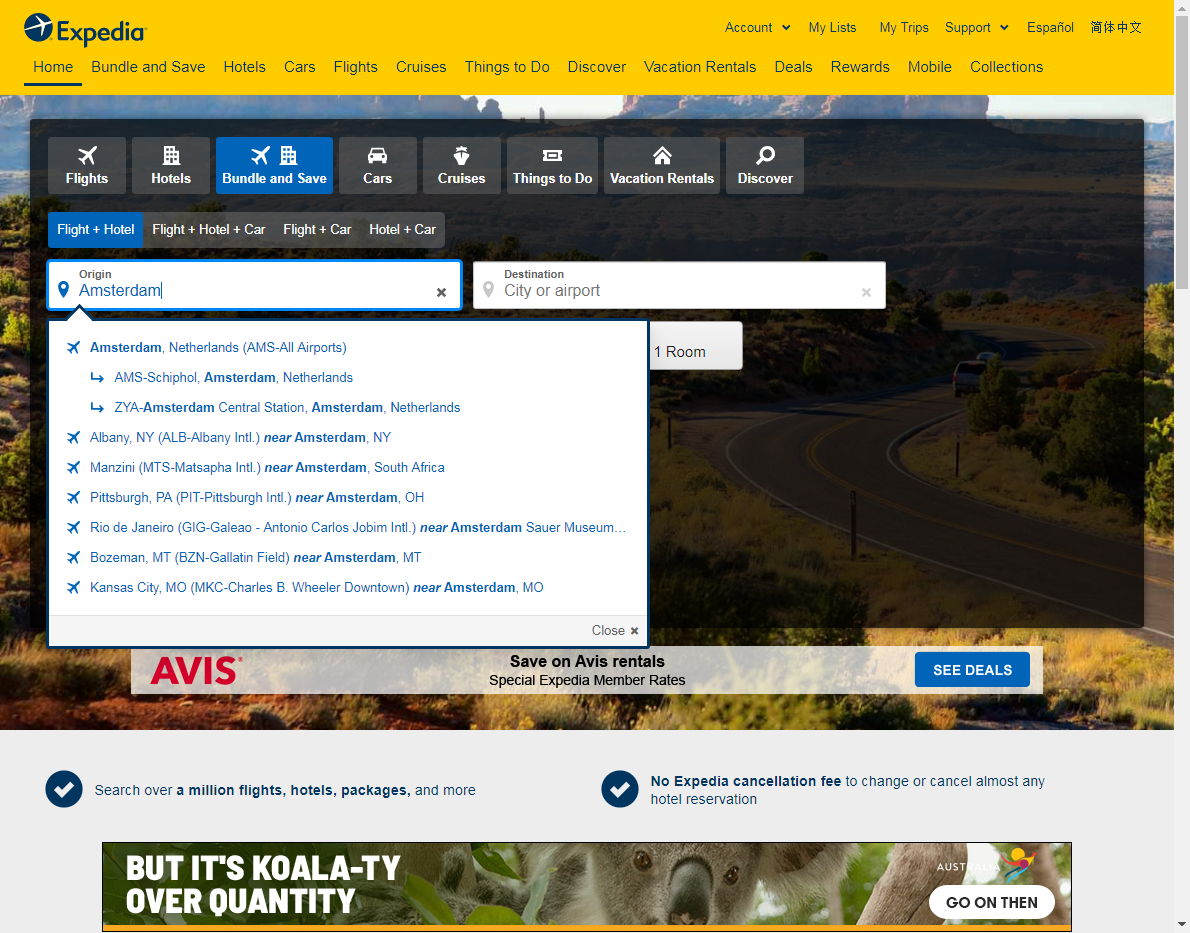 Expedia
Account
My Lists
My Trips
Support
Español
简体中文
Home
Bundle and Save
Hotels
Cars
Flights
Cruises
Things to Do
Discover
Vacation Rentals
Deals
Rewards
Mobile
Collections
Flights
Hotels
Bundle and Save
Cars
Cruises
Things to Do
Vacation Rentals
Discover
Flight + Hotel
Flight + Hotel + Car
Flight + Car
Hotel + Car
Origin
Amsterdam
Destination
City or airport
1 Room
Amsterdam, Netherlands (AMS-All Airports)
AMS-Schiphol, Amsterdam, Netherlands
ZYA-Amsterdam Central Station, Amsterdam, Netherlands
Albany, NY (ALB-Albany Intl.) near Amsterdam, NY
Manzini (MTS-Matsapha Intl.) near Amsterdam, South Africa
Pittsburgh, PA (PIT-Pittsburgh Intl.) near Amsterdam, OH
Rio de Janeiro (GIG-Galeao - Antonio Carlos Jobim Intl.) near Amsterdam Sauer Museum…
Bozeman, MT (BZN-Gallatin Field) near Amsterdam, MT
Kansas City, MO (MKC-Charles B. Wheeler Downtown) near Amsterdam, MO
Close
AVIS
Save on Avis rentals
Special Expedia Member Rates
SEE DEALS
Search over a million flights, hotels, packages, and more
No Expedia cancellation fee to change or cancel almost any
hotel reservation
BUT IT'S KOALA-TY
OVER QUANTITY
AUSTRALIA
GO ON THEN